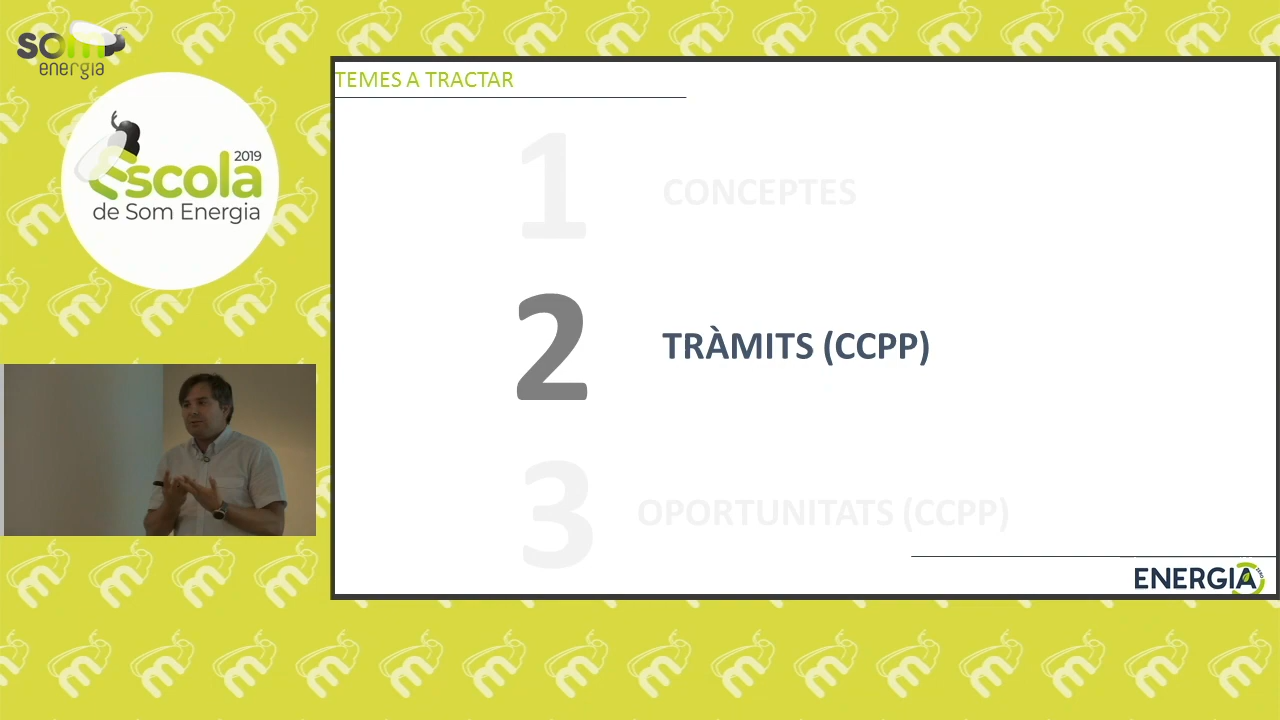 som
energia
2019
Escola
de Som Energia
TEMES A TRACTAR
1 CONCEPTES
2 TRÀMITS (CCPP)
3 OPORTUNITATS (CCPP)
ENERGIA